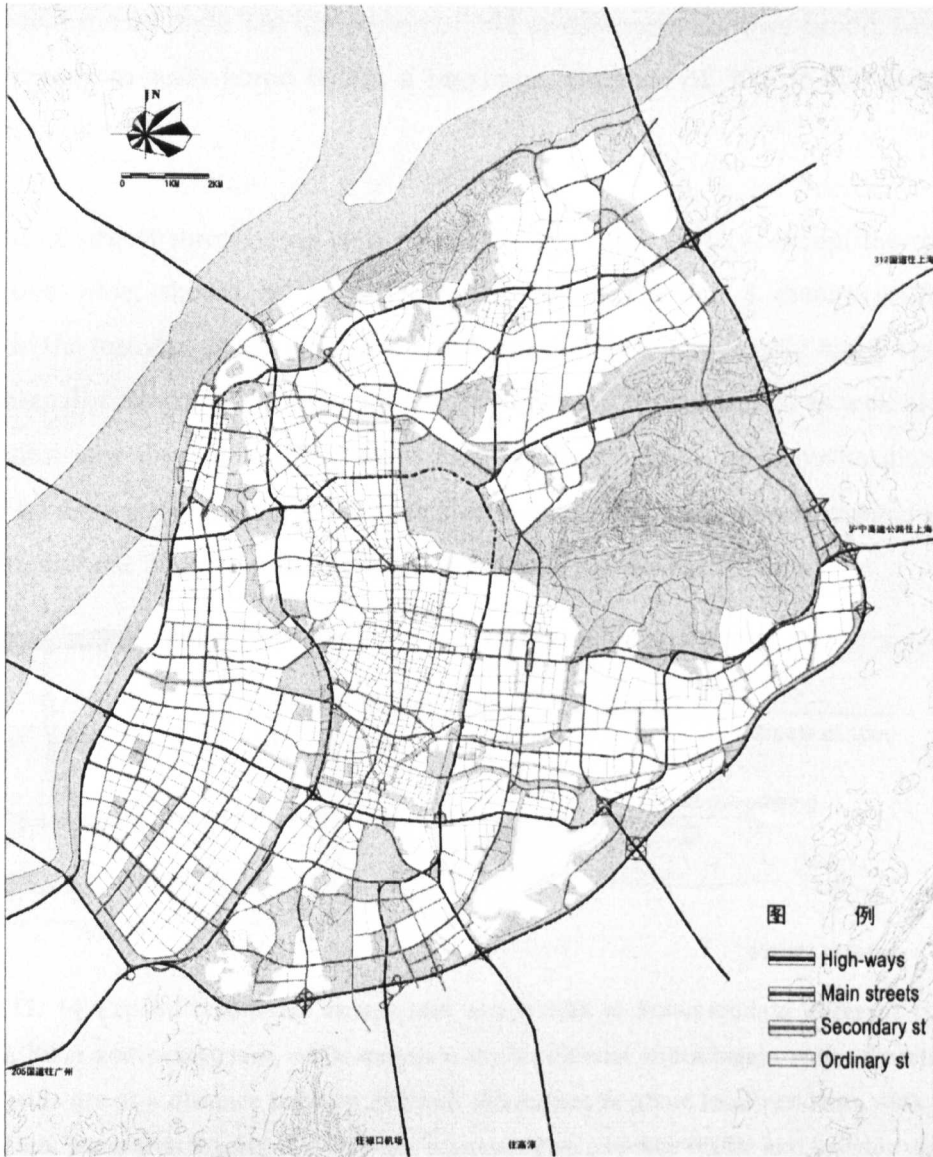 N
0 1KM 2KM
312国道往上海
沪宁高速公路往上海
图 例
High-ways
Main streets
Secondary st
Ordinary st
205国道往广州
往禄口机场
往高淳